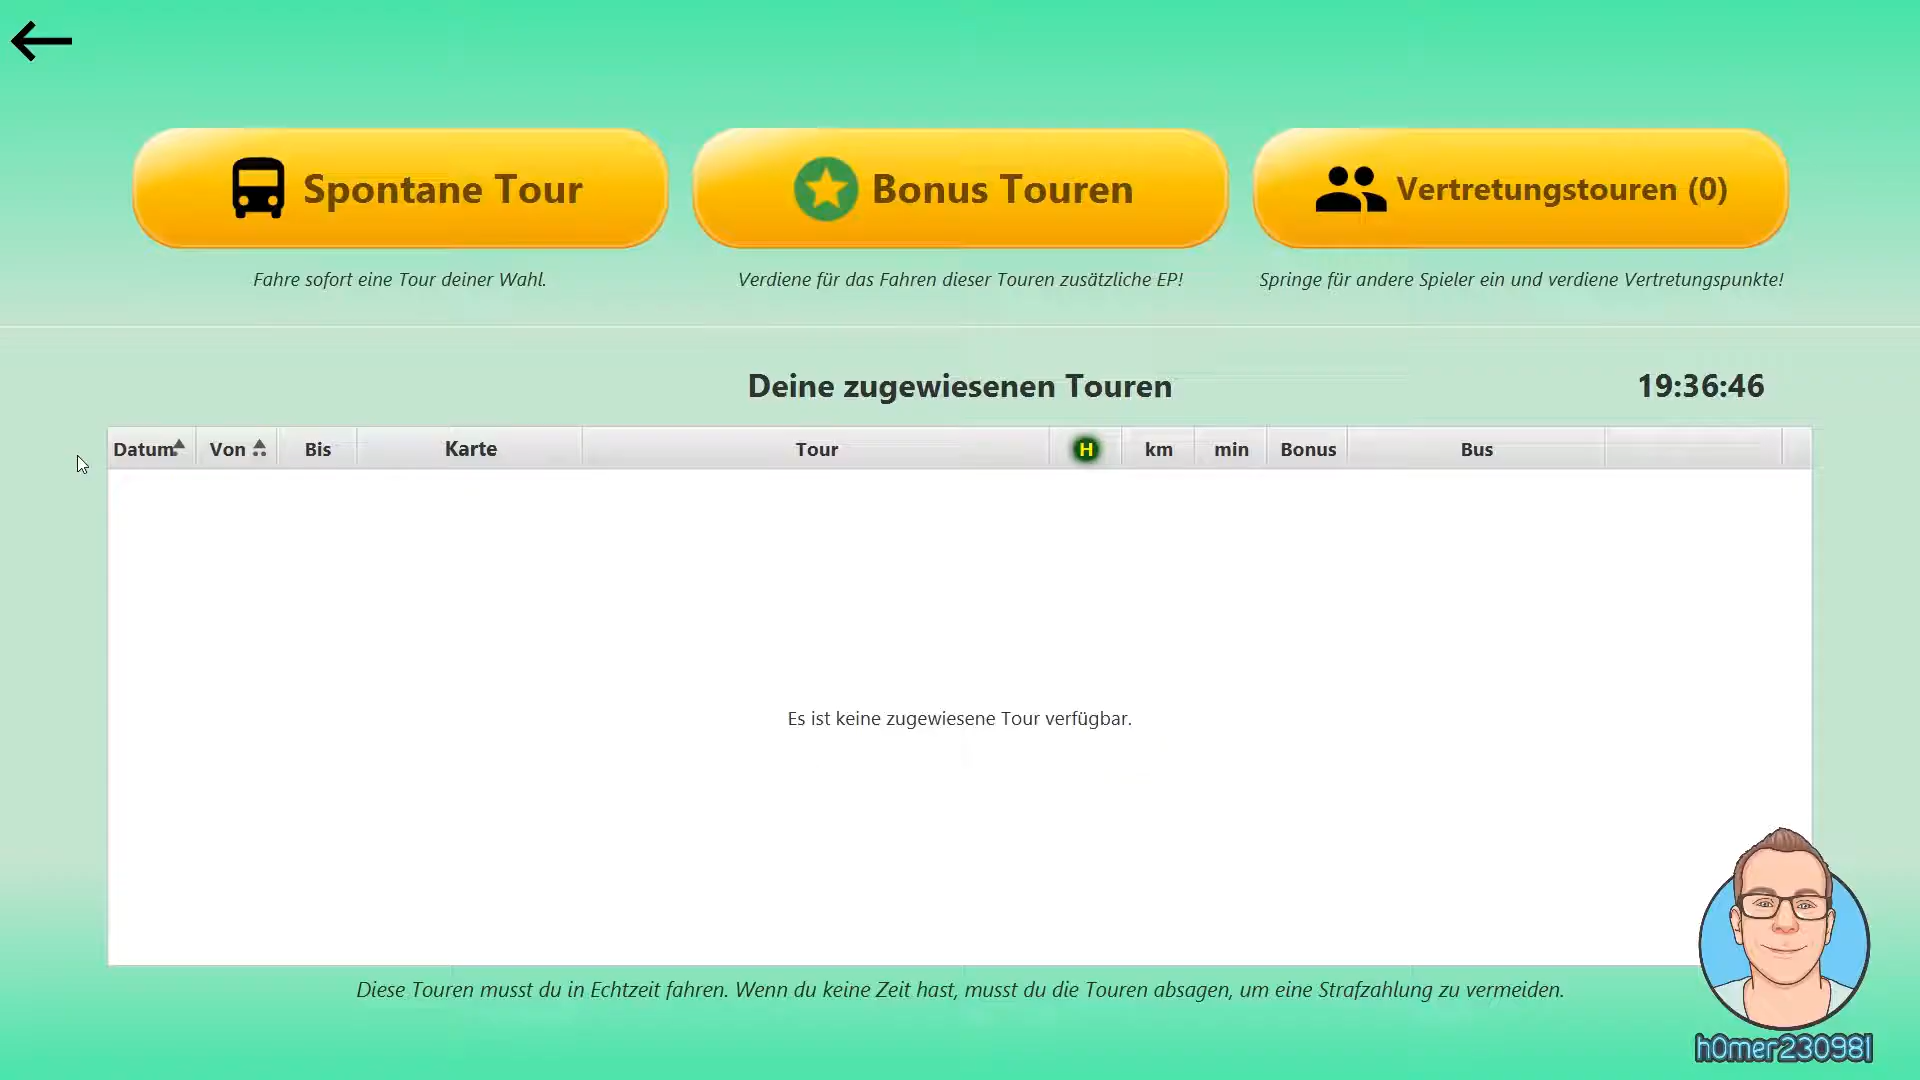 Spontane Tour
Bonus Touren
Vertretungstouren (0)
Fahre sofort eine Tour deiner Wahl.
Verdiene für das Fahren dieser Touren zusätzliche EP!
Springe für andere Spieler ein und verdiene Vertretungspunkte!
Deine zugewiesenen Touren
19:36:46
Datum Von Bis Karte Tour H km min Bonus Bus
Es ist keine zugewiesene Tour verfügbar.
Diese Touren musst du in Echtzeit fahren. Wenn du keine Zeit hast, musst du die Touren absagen, um eine Strafzahlung zu vermeiden.
h0mer230981